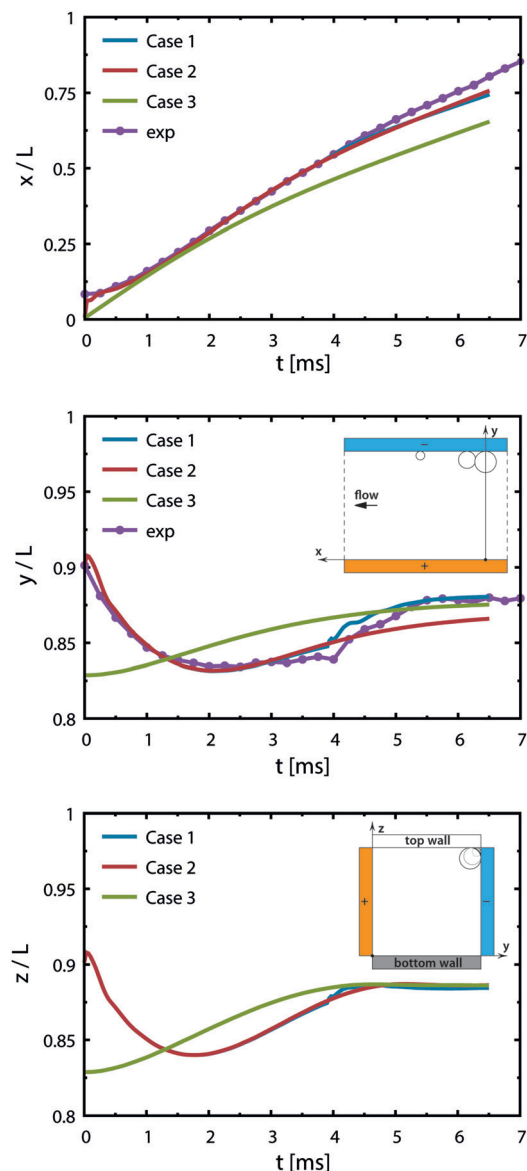 1
Case 1
Case 2
0.75
Case 3
exp
x / L
0.5
0.25
0
0 1 2 3 4 5 6 7
t [ms]
1
Case 1
Case 2
0.95
Case 3
exp
y
−
flow
x
+
y / L
0.9
0.85
0.8
0 1 2 3 4 5 6 7
t [ms]
1
Case 1
Case 2
0.95
Case 3
z
top wall
+
−
y
bottom wall
z / L
0.9
0.85
0.8
0 1 2 3 4 5 6 7
t [ms]